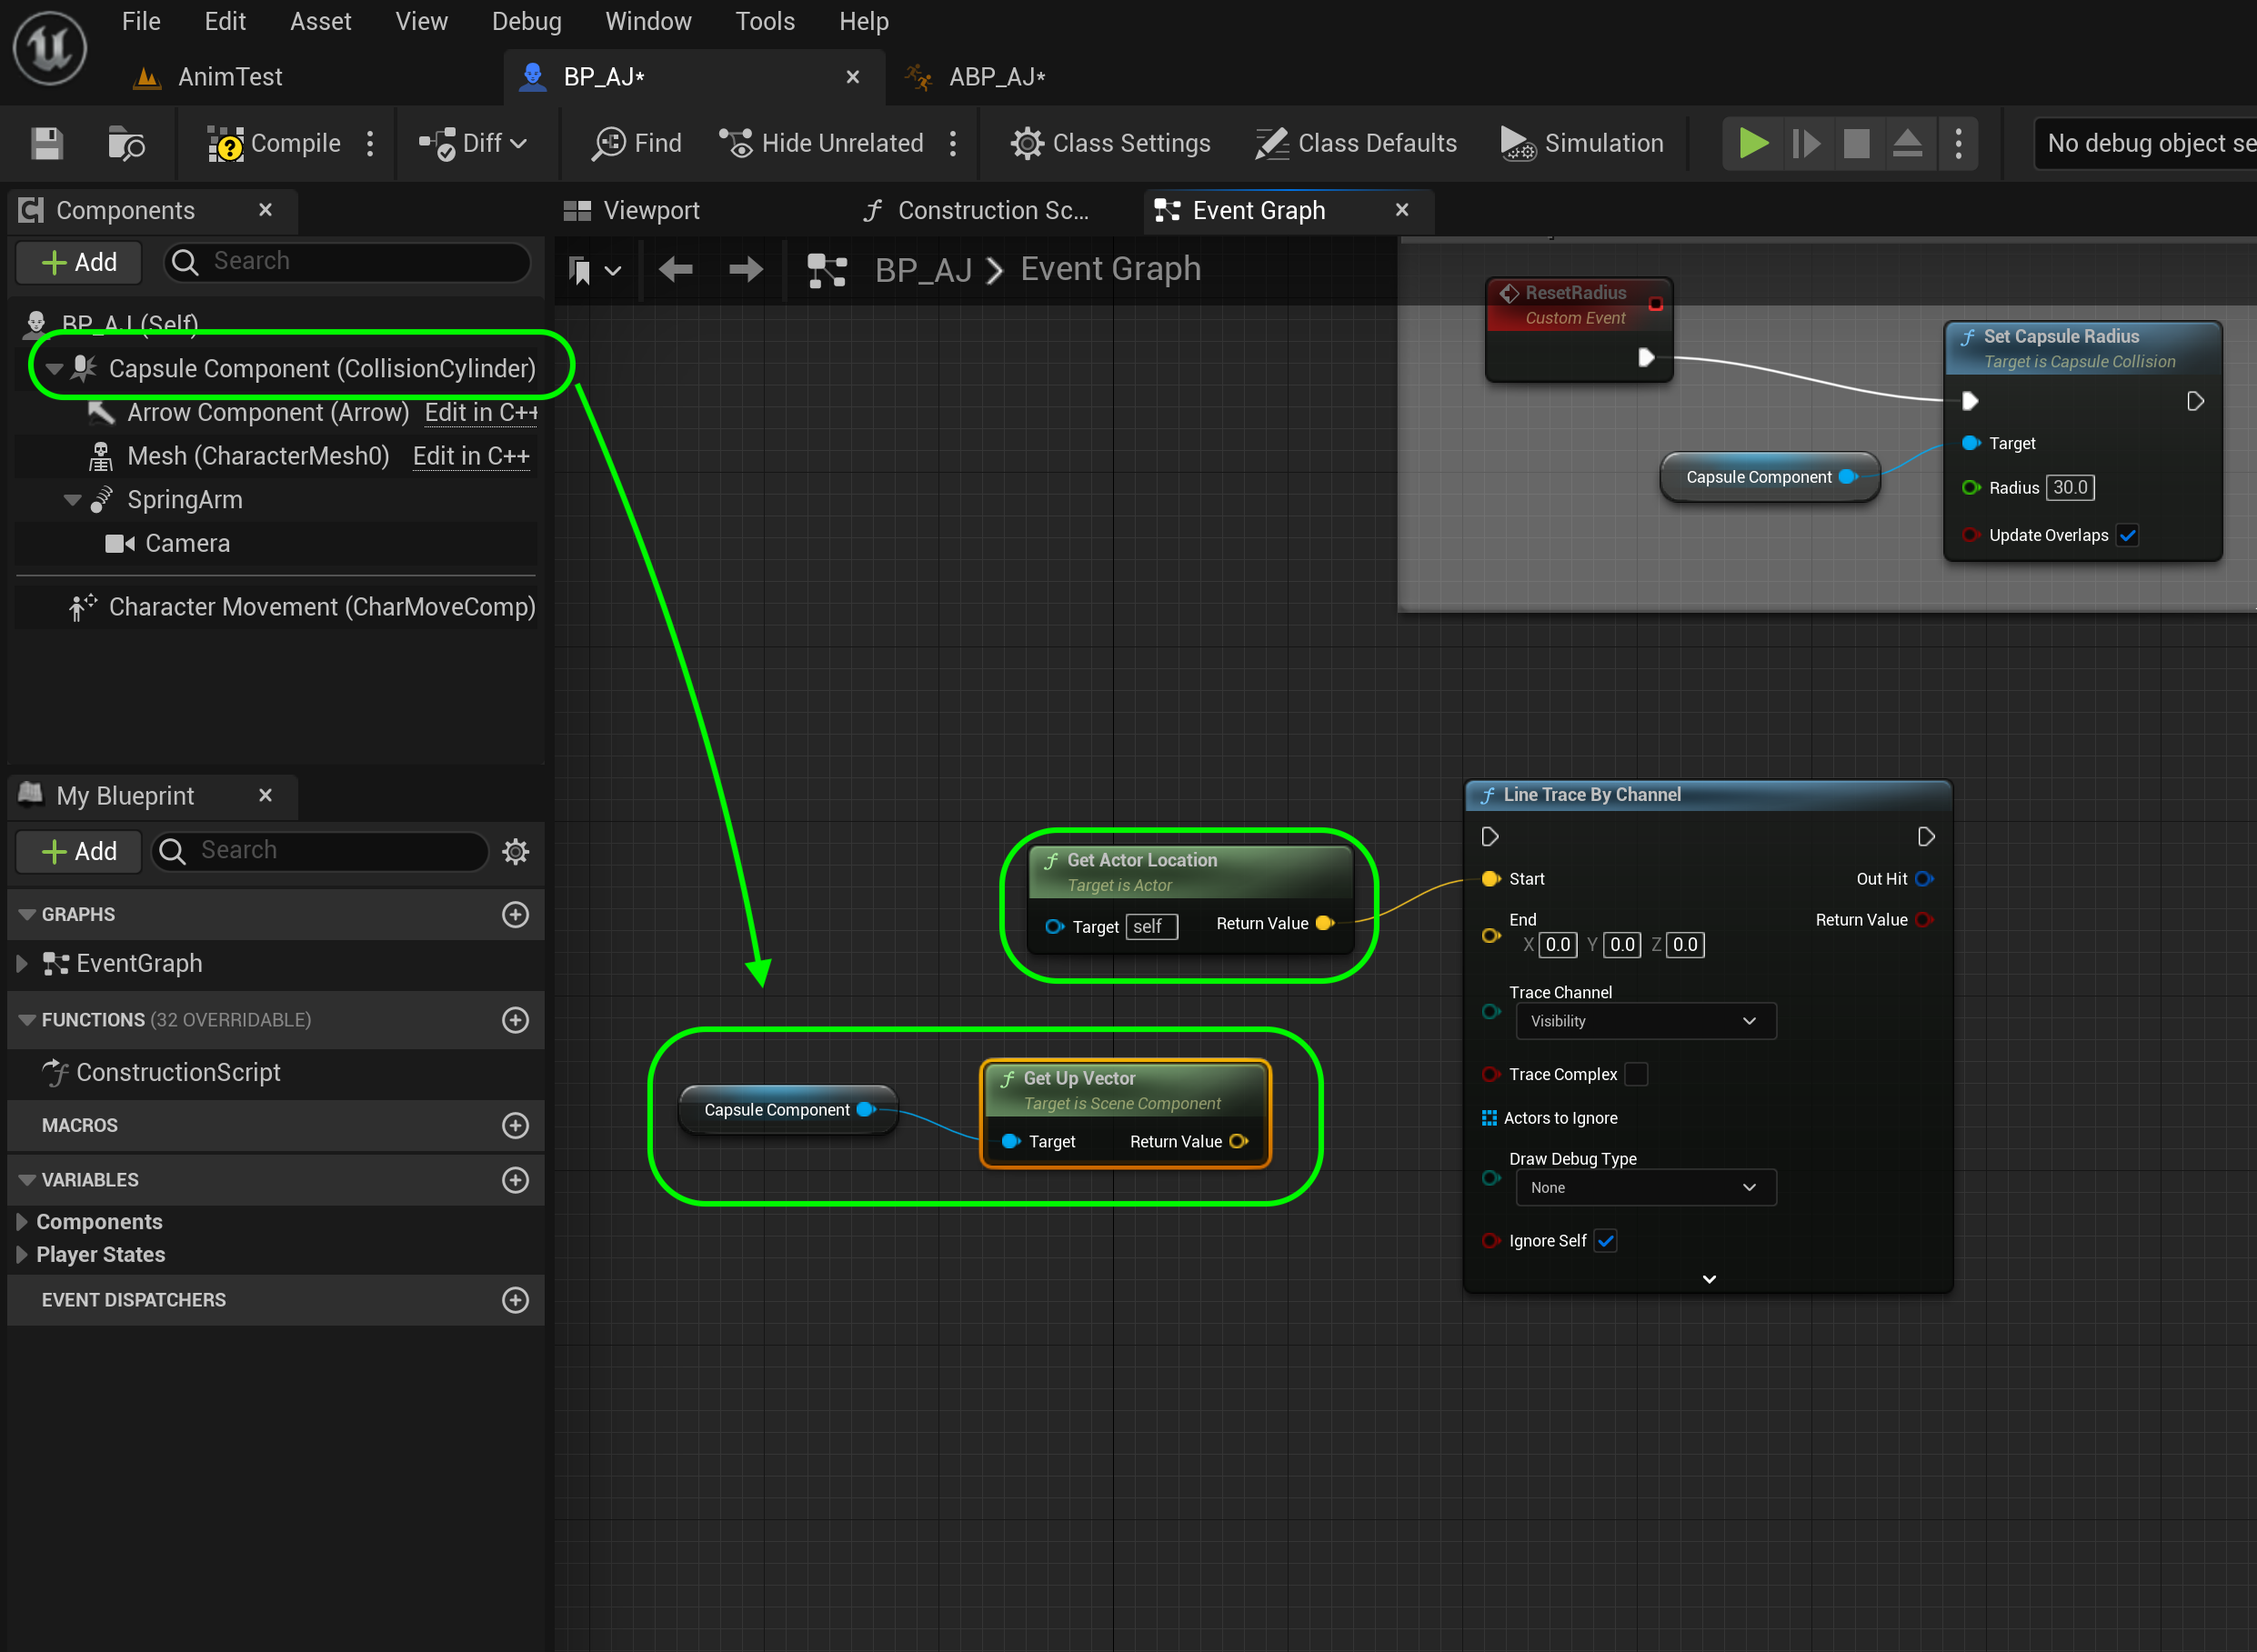 File Edit Asset View Debug Window Tools Help
AnimTest
BP_AJ*
ABP_AJ*
Compile
Diff
Find
Hide Unrelated
Class Settings
Class Defaults
Simulation
No debug object se
Components
Add
Search
BP_AJ (Self)
Capsule Component (CollisionCylinder)
Arrow Component (Arrow) Edit in C++
Mesh (CharacterMesh0) Edit in C++
SpringArm
Camera
Character Movement (CharMoveComp)
My Blueprint
Add
Search
GRAPHS
EventGraph
FUNCTIONS (32 OVERRIDABLE)
ConstructionScript
MACROS
VARIABLES
Components
Player States
EVENT DISPATCHERS
Viewport
Construction Sc...
Event Graph
BP_AJ > Event Graph
ResetRadius
Custom Event
Set Capsule Radius
Target is Capsule Collision
Target
Capsule Component
Radius 30.0
Update Overlaps
Get Actor Location
Target is Actor
Target self Return Value
Capsule Component
Get Up Vector
Target is Scene Component
Target Return Value
Line Trace By Channel
Start Out Hit
End Return Value
X 0.0 Y 0.0 Z 0.0
Trace Channel
Visibility
Trace Complex
Actors to Ignore
Draw Debug Type
None
Ignore Self